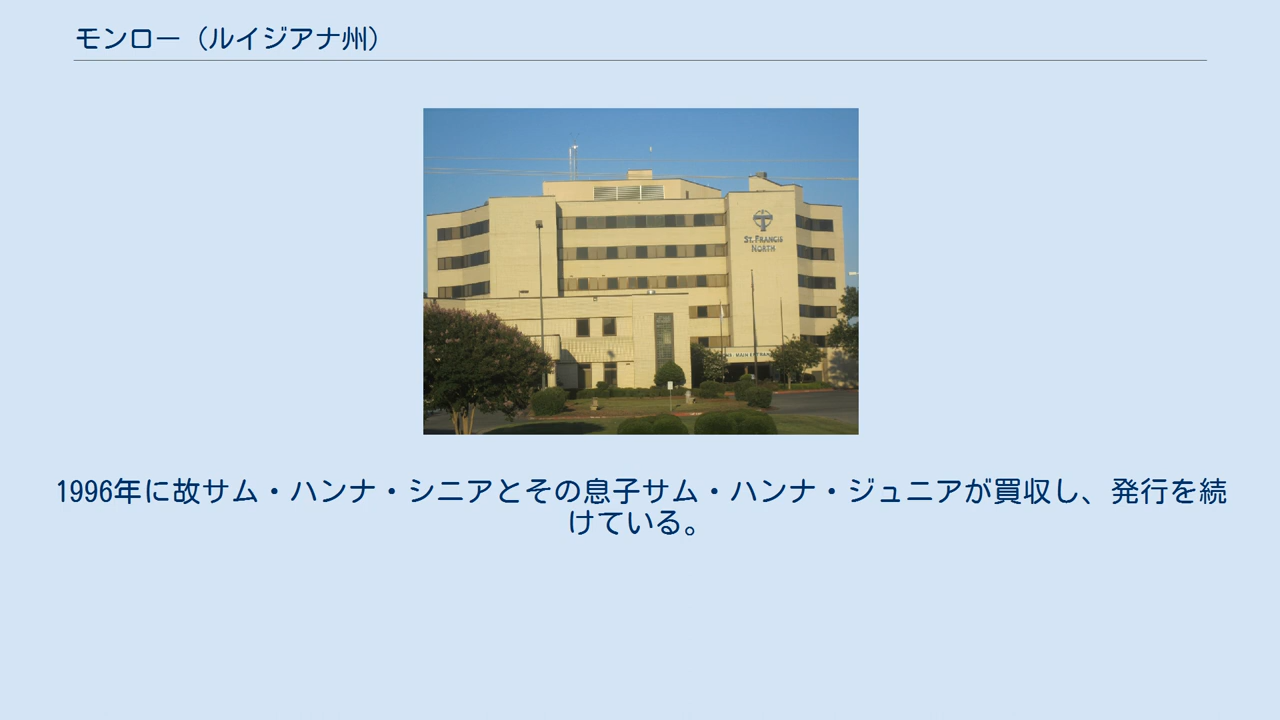 モンロー（ルイジアナ州）
ST. FRANCIS
NORTH
MAIN ENTRAN
1996年に故サム・ハンナ・シニアとその息子サム・ハンナ・ジュニアが買収し、発行を続
けている。